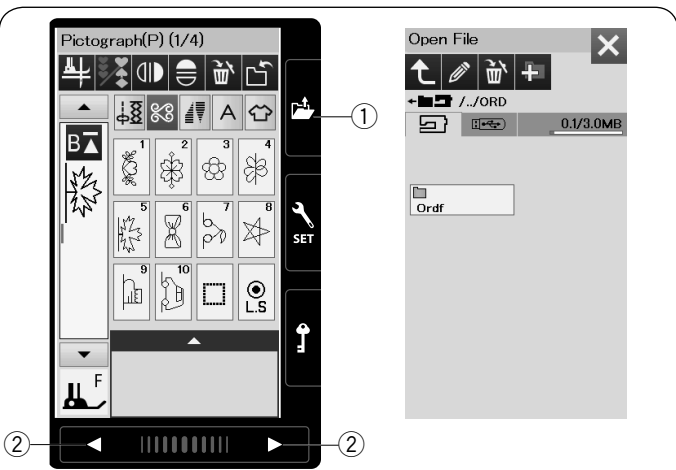 Pictograph(P) (1/4)
A
B
1 2 3 4
5 6 7 8
9 10
L.S
F
SET
1
2
2
Open File
/../ORD
0.1/3.0MB
Ordf